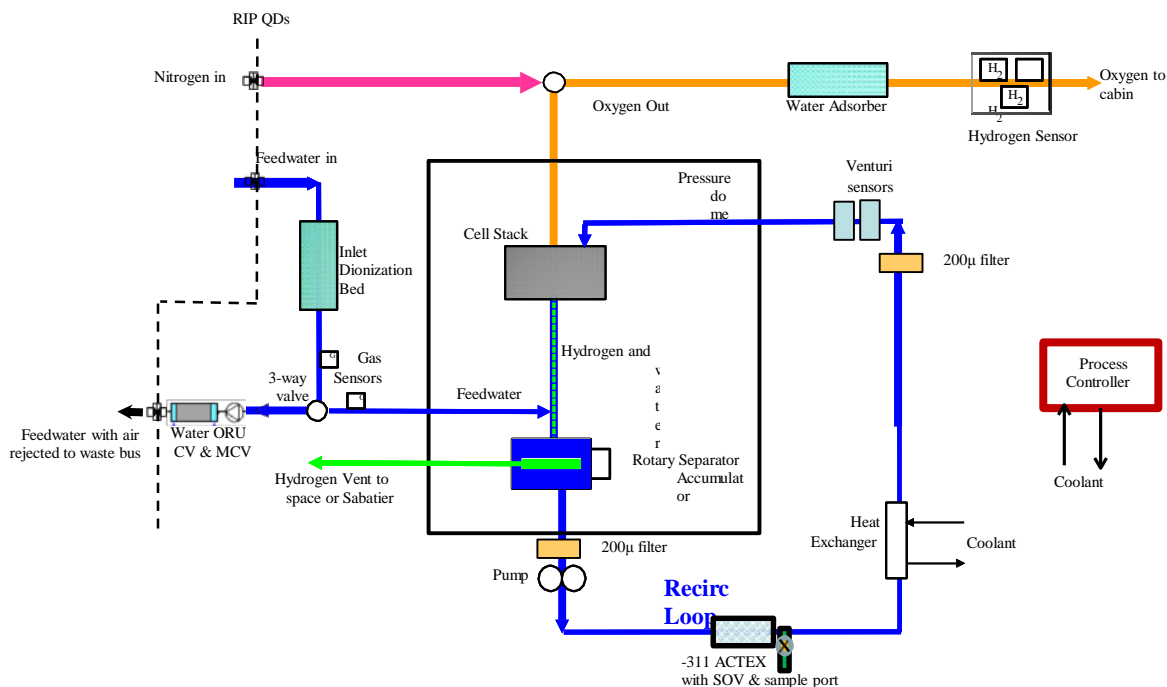 RIP QDs
Nitrogen in
Oxygen Out
Water Adsorber
H2
H2
H2
Hydrogen Sensor
Oxygen to
cabin
Feedwater in
Pressure
do
me
Venturi
sensors
Cell Stack
Inlet
Dionization
Bed
200μ filter
G
Gas
Sensors
G
3-way
valve
Hydrogen and
w
a
t
e
r
Feedwater
Process
Controller
Coolant
Feedwater with air
rejected to waste bus
Water ORU
CV & MCV
Hydrogen Vent to
space or Sabatier
Rotary Separator
Accumulat
or
200μ filter
Pump
Heat
Exchanger
Coolant
Recirc
Loop
X
-311 ACTEX
with SOV & sample port